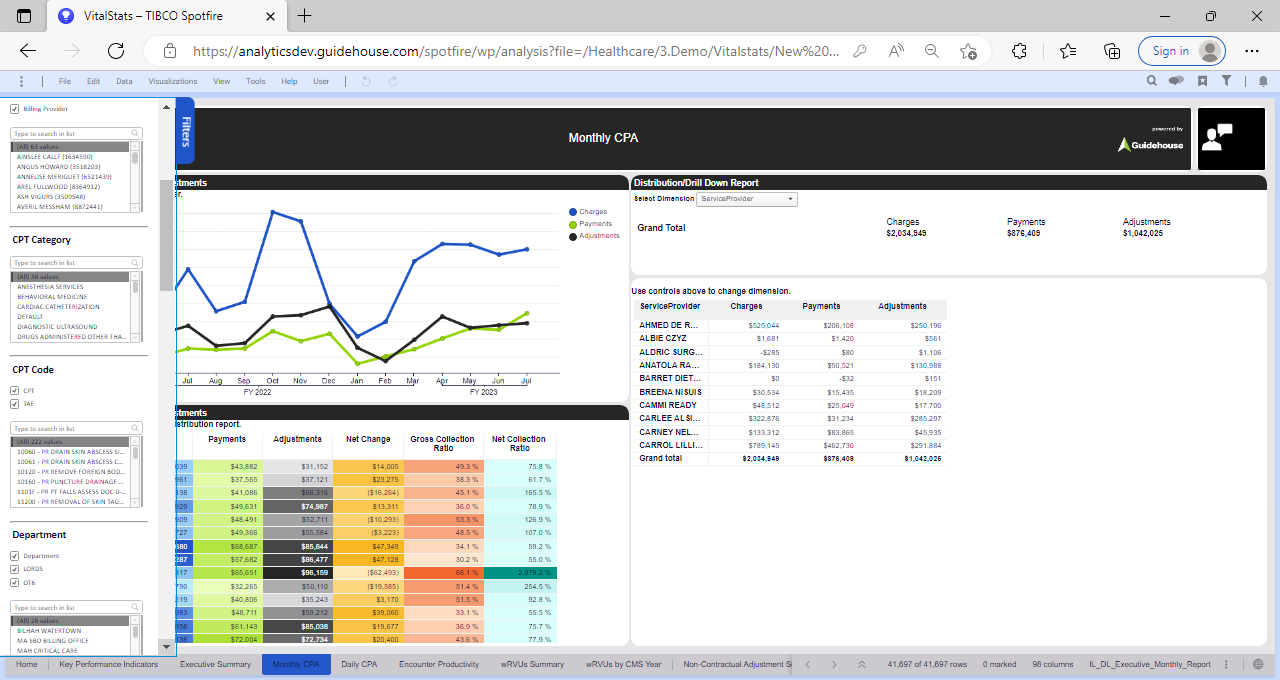 VitalStats – TIBCO Spotfire
https://analyticsdev.guidehouse.com/spotfire/wp/analysis?file=/Healthcare/3.Demo/Vitalstats/New%20...
Sign in
File Edit Data Visualizations View Tools Help User
Billing Provider
Type to search in list
(All) 63 values
AINSLEE CALLF (1634590)
ANGUS HOWARD (3518203)
ANNELISE MERIGUET (6521439)
AREL FULLWOOD (8364912)
ASH VIGURS (3509548)
AVERIL MESSHAM (8872441)
CPT Category
Type to search in list
(All) 38 values
ANESTHESIA SERVICES
BEHAVIORAL MEDICINE
CARDIAC CATHETERIZATION
DEFAULT
DIAGNOSTIC ULTRASOUND
DRUGS ADMINISTERED OTHER THA...
CPT Code
CPT
TAE
Type to search in list
(All) 222 values
10060 - PR DRAIN SKIN ABSCESS SI...
10061 - PR DRAIN SKIN ABSCESS C...
10120 - PR REMOVE FOREIGN BOD...
10160 - PR PUNCTURE DRAINAGE ...
1101F - PR PT FALLS ASSESS DOC 0-...
11200 - PR REMOVAL OF SKIN TAG...
Department
Department
LORDS
OT6
Type to search in list
(All) 28 values
BILHAH WATERTOWN
MA SBO BILLING OFFICE
MAH CRITICAL CARE
Filters
Monthly CPA
powered by
Guidehouse
stments
er.
Charges
Payments
Adjustments
Jul Aug Sep Oct Nov Dec Jan Feb Mar Apr May Jun Jul
FY 2022 FY 2023
stments
stribution report.
Payments Adjustments Net Change Gross Collection Ratio Net Collection Ratio
039 $43,882 $31,152 $14,005 49.3 % 75.8 %
961 $37,565 $37,121 $23,275 38.3 % 61.7 %
138 $41,086 $66,316 ($16,264) 45.1 % 165.5 %
929 $49,631 $74,987 $13,311 36.0 % 78.9 %
909 $48,491 $52,711 ($10,293) 53.3 % 126.9 %
727 $49,366 $55,584 ($3,223) 48.5 % 107.0 %
680 $68,687 $85,644 $47,349 34.1 % 59.2 %
287 $57,682 $86,477 $47,128 30.2 % 55.0 %
317 $65,651 $96,159 ($62,493) 66.1 % 2,079.2 %
790 $32,265 $50,110 ($19,585) 51.4 % 254.5 %
219 $40,806 $35,243 $3,170 51.5 % 92.8 %
983 $48,711 $59,212 $39,060 33.1 % 55.5 %
858 $61,143 $85,038 $19,677 36.9 % 75.7 %
138 $72,004 $72,734 $20,400 43.6 % 77.9 %
Distribution/Drill Down Report
Select Dimension ServiceProvider
Charges Payments Adjustments
Grand Total $2,034,949 $876,409 $1,042,025
Use controls above to change dimension.
ServiceProvider Charges Payments Adjustments
AHMED DE R... $525,044 $206,108 $250,196
ALBIE CZYZ $1,681 $1,420 $561
ALDRIC SURG... -$285 $80 $1,106
ANATOLA RA... $184,130 $50,521 $130,988
BARRET DIET... $0 -$32 $151
BREENA NISUIS $30,534 $15,435 $18,209
CAMMI READY $48,512 $25,049 $17,700
CARLEE ALSI... $322,876 $31,234 $285,297
CARNEY NEL... $133,312 $83,865 $45,935
CARROL LILLI... $789,145 $462,730 $291,884
Grand total $2,034,949 $876,409 $1,042,025
Home Key Performance Indicators Executive Summary Monthly CPA Daily CPA Encounter Productivity wRVUs Summary wRVUs by CMS Year Non-Contractual Adjustment S
41,697 of 41,697 rows 0 marked 98 columns IL_DL_Executive_Monthly_Report